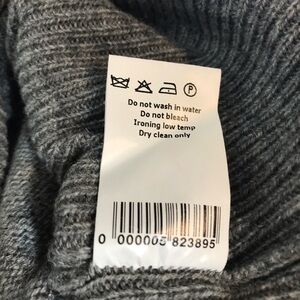 P
Do not wash in water
Do not bleach
Ironing low temp
Dry clean only
0 000005 823895